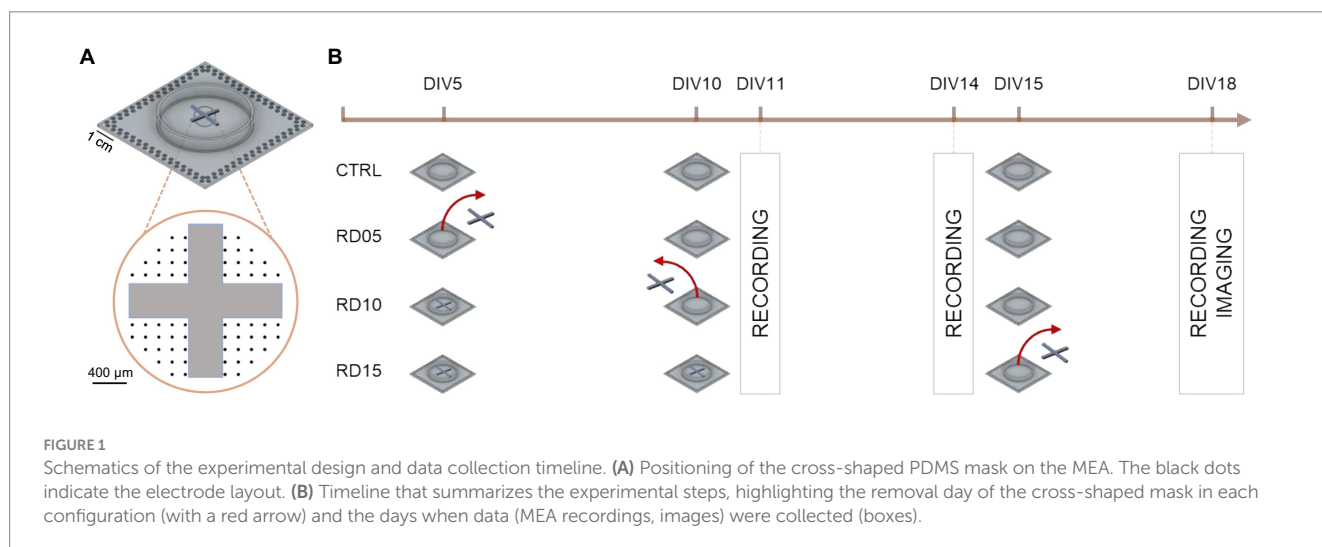 A
B
DIV5
DIV10
DIV11
DIV14
DIV15
DIV18
1 cm
CTRL
RD05
RD10
RD15
RECORDING
RECORDING
RECORDING
IMAGING
400 µm
FIGURE 1
Schematics of the experimental design and data collection timeline. (A) Positioning of the cross-shaped PDMS mask on the MEA. The black dots
indicate the electrode layout. (B) Timeline that summarizes the experimental steps, highlighting the removal day of the cross-shaped mask in each
configuration (with a red arrow) and the days when data (MEA recordings, images) were collected (boxes).